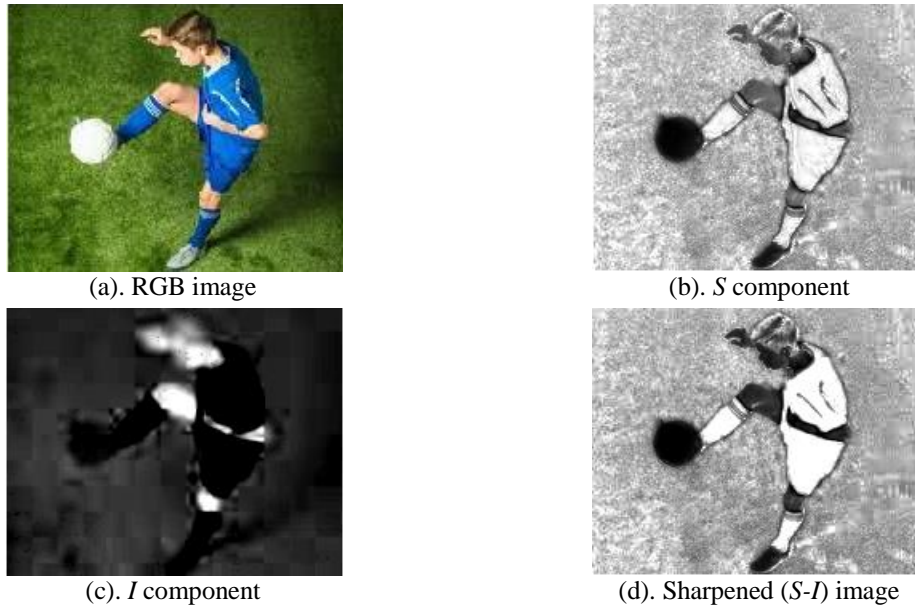 (a). RGB image
(b). S component
(c). I component
(d). Sharpened (S-I) image